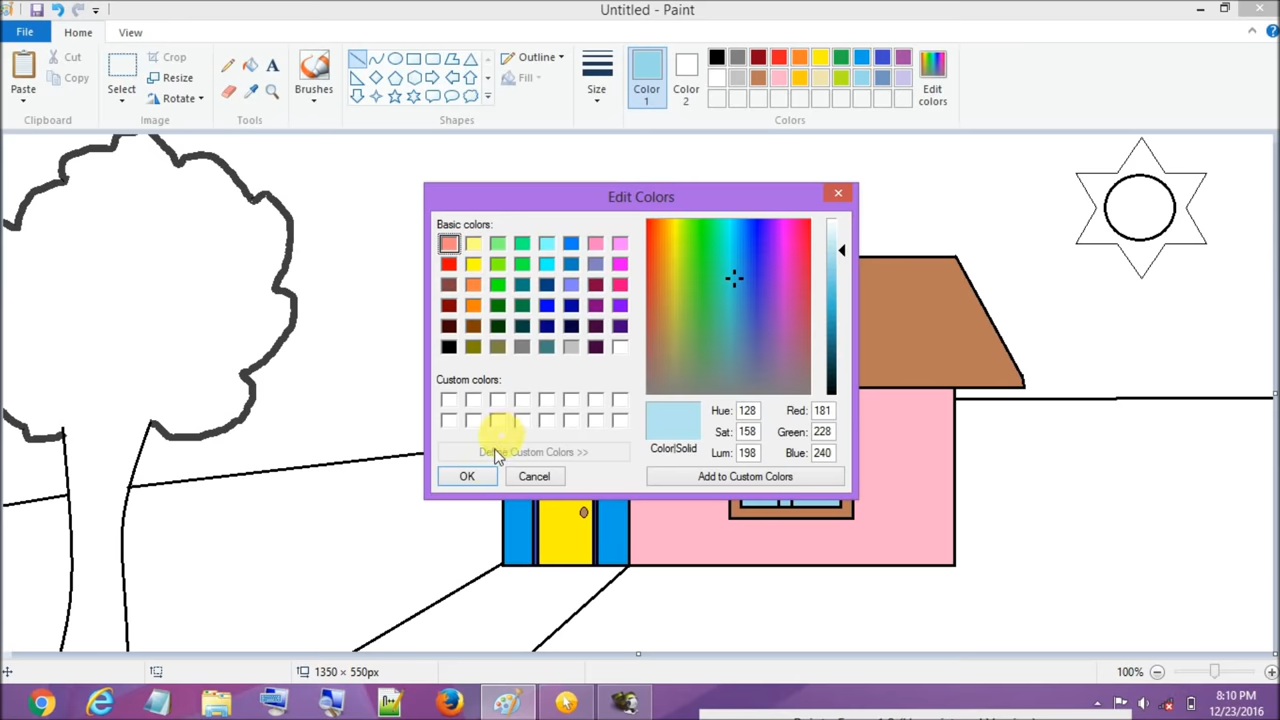 Untitled - Paint
File
Home
View
Paste
Cut
Copy
Clipboard
Select
Crop
Resize
Rotate
Image
A
Tools
Brushes
Outline
Fill
Shapes
Size
Color
1
Color
2
Edit
colors
Colors
Edit Colors
Basic colors:
Custom colors:
Define Custom Colors >>
OK
Cancel
Color|Solid
Hue: 128
Sat: 158
Lum: 198
Red: 181
Green: 228
Blue: 240
Add to Custom Colors
1350 × 550px
100%
8:10 PM
12/23/2016